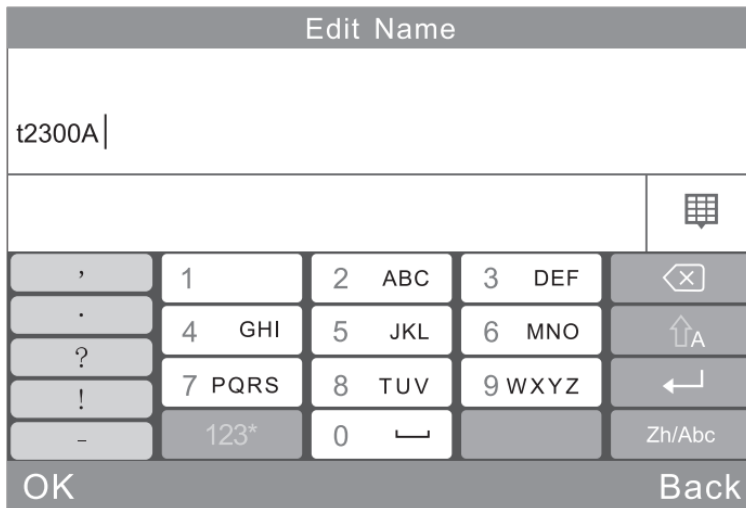 Edit Name
t2300A
,
1
2 ABC
3 DEF
.
4 GHI
5 JKL
6 MNO
A
?
!
7 PQRS
8 TUV
9 WXYZ
-
123*
0
Zh/Abc
OK
Back